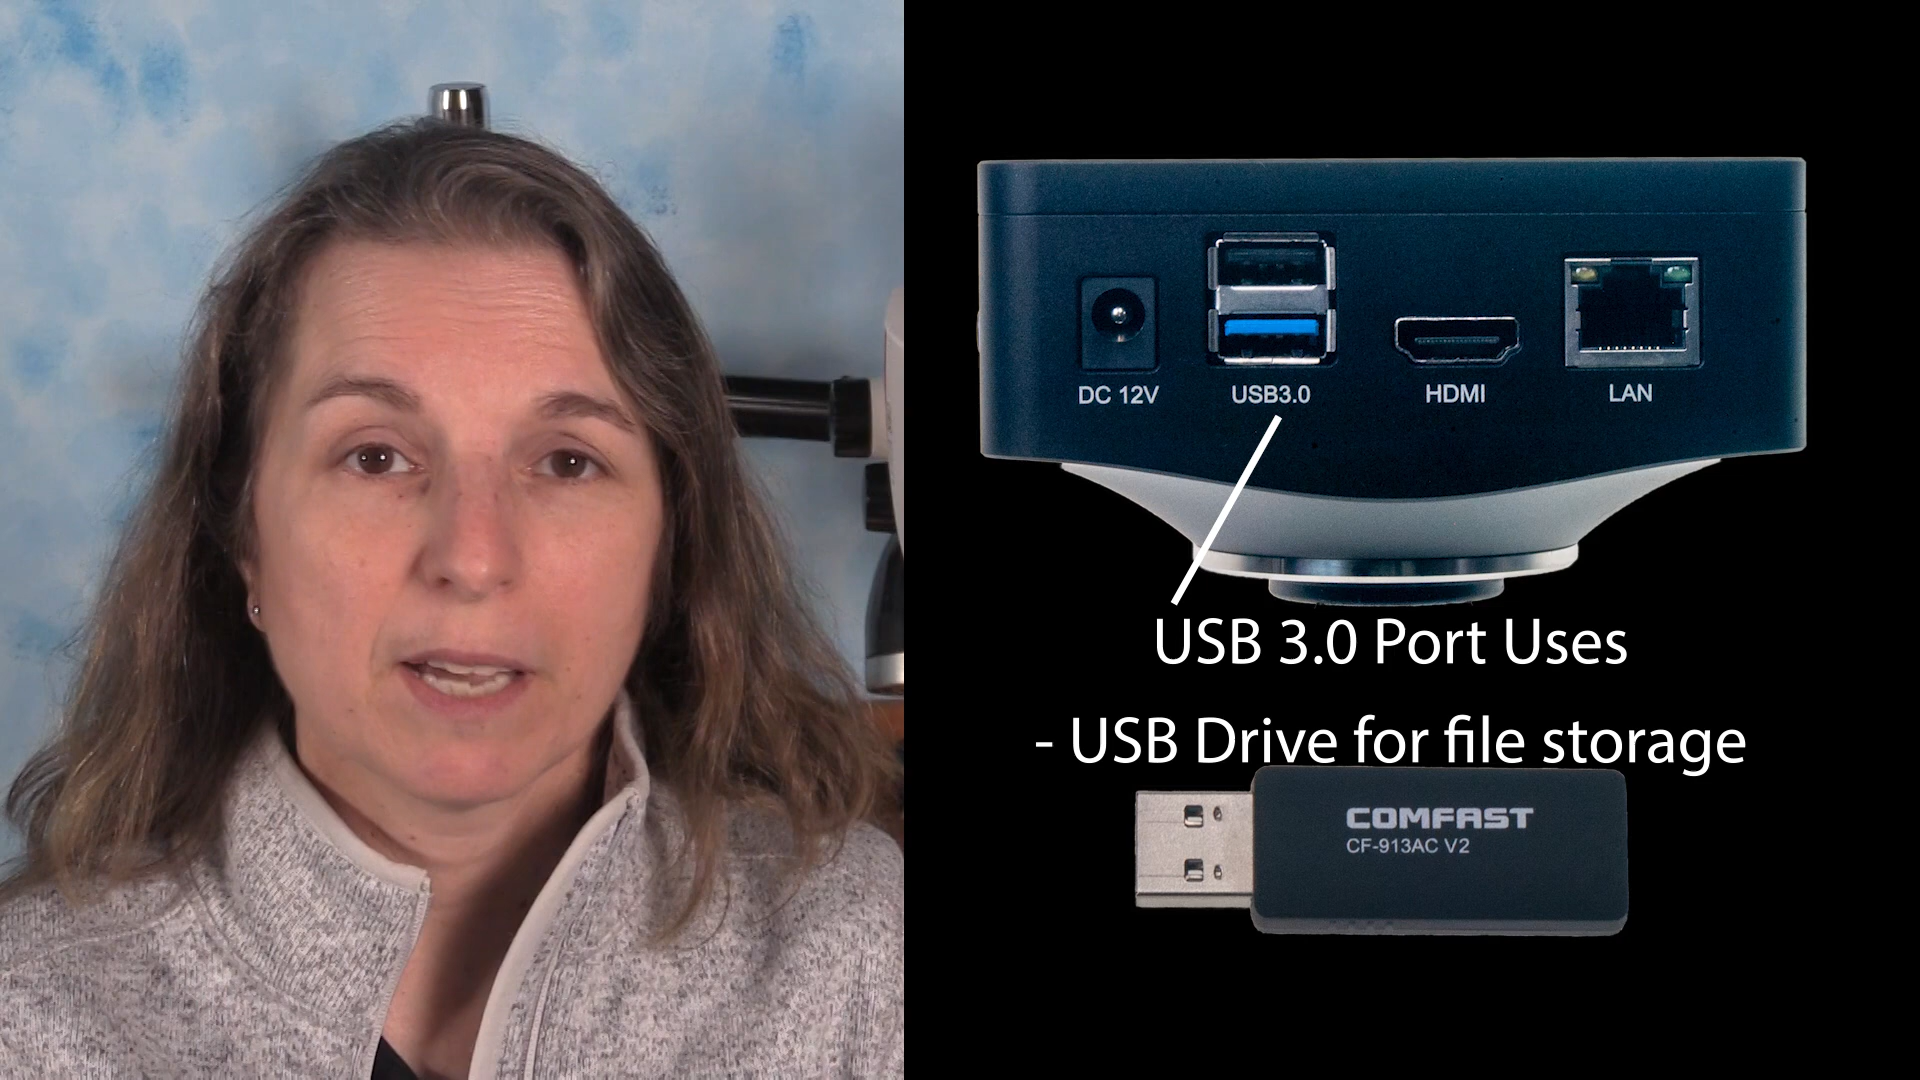 DC 12V USB3.0 HDMI LAN
USB 3.0 Port Uses
- USB Drive for file storage
COMFAST
CF-913AC V2